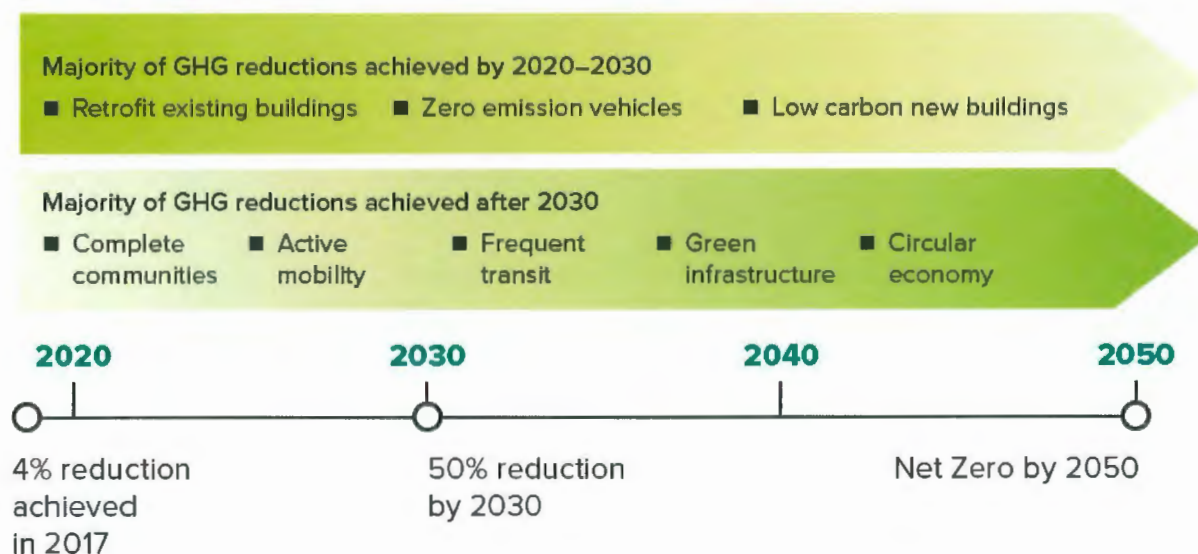 Majority of GHG reductions achieved by 2020–2030
■ Retrofit existing buildings ■ Zero emission vehicles ■ Low carbon new buildings
Majority of GHG reductions achieved after 2030
■ Complete communities
■ Active mobility
■ Frequent transit
■ Green infrastructure
■ Circular economy
2020 2030 2040 2050
4% reduction
achieved
in 2017
50% reduction
by 2030
Net Zero by 2050